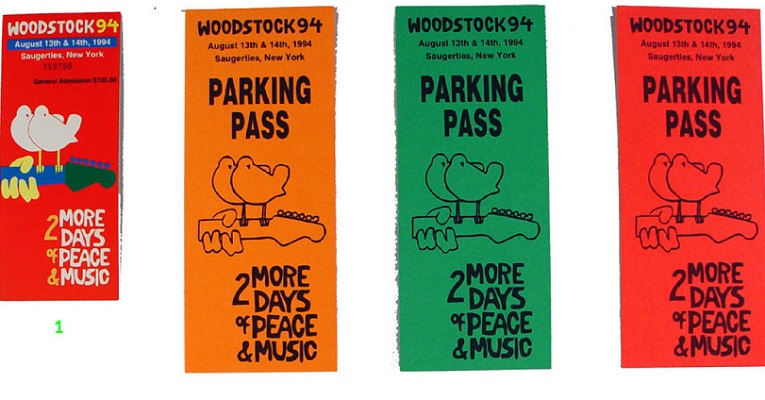 WOODSTOCK94
August 13th & 14th, 1994
Saugerties, New York
159798
General Admission $135.00
2 MORE
DAYS
of PEACE
& MUSIC
1
WOODSTOCK94
August 13th & 14th, 1994
Saugerties, New York
PARKING
PASS
2 MORE
DAYS
of PEACE
& MUSIC
WOODSTOCK94
August 13th & 14th, 1994
Saugerties, New York
PARKING
PASS
2 MORE
DAYS
of PEACE
& MUSIC
WOODSTOCK94
August 13th & 14th, 1994
Saugerties, New York
PARKING
PASS
2 MORE
DAYS
of PEACE
& MUSIC